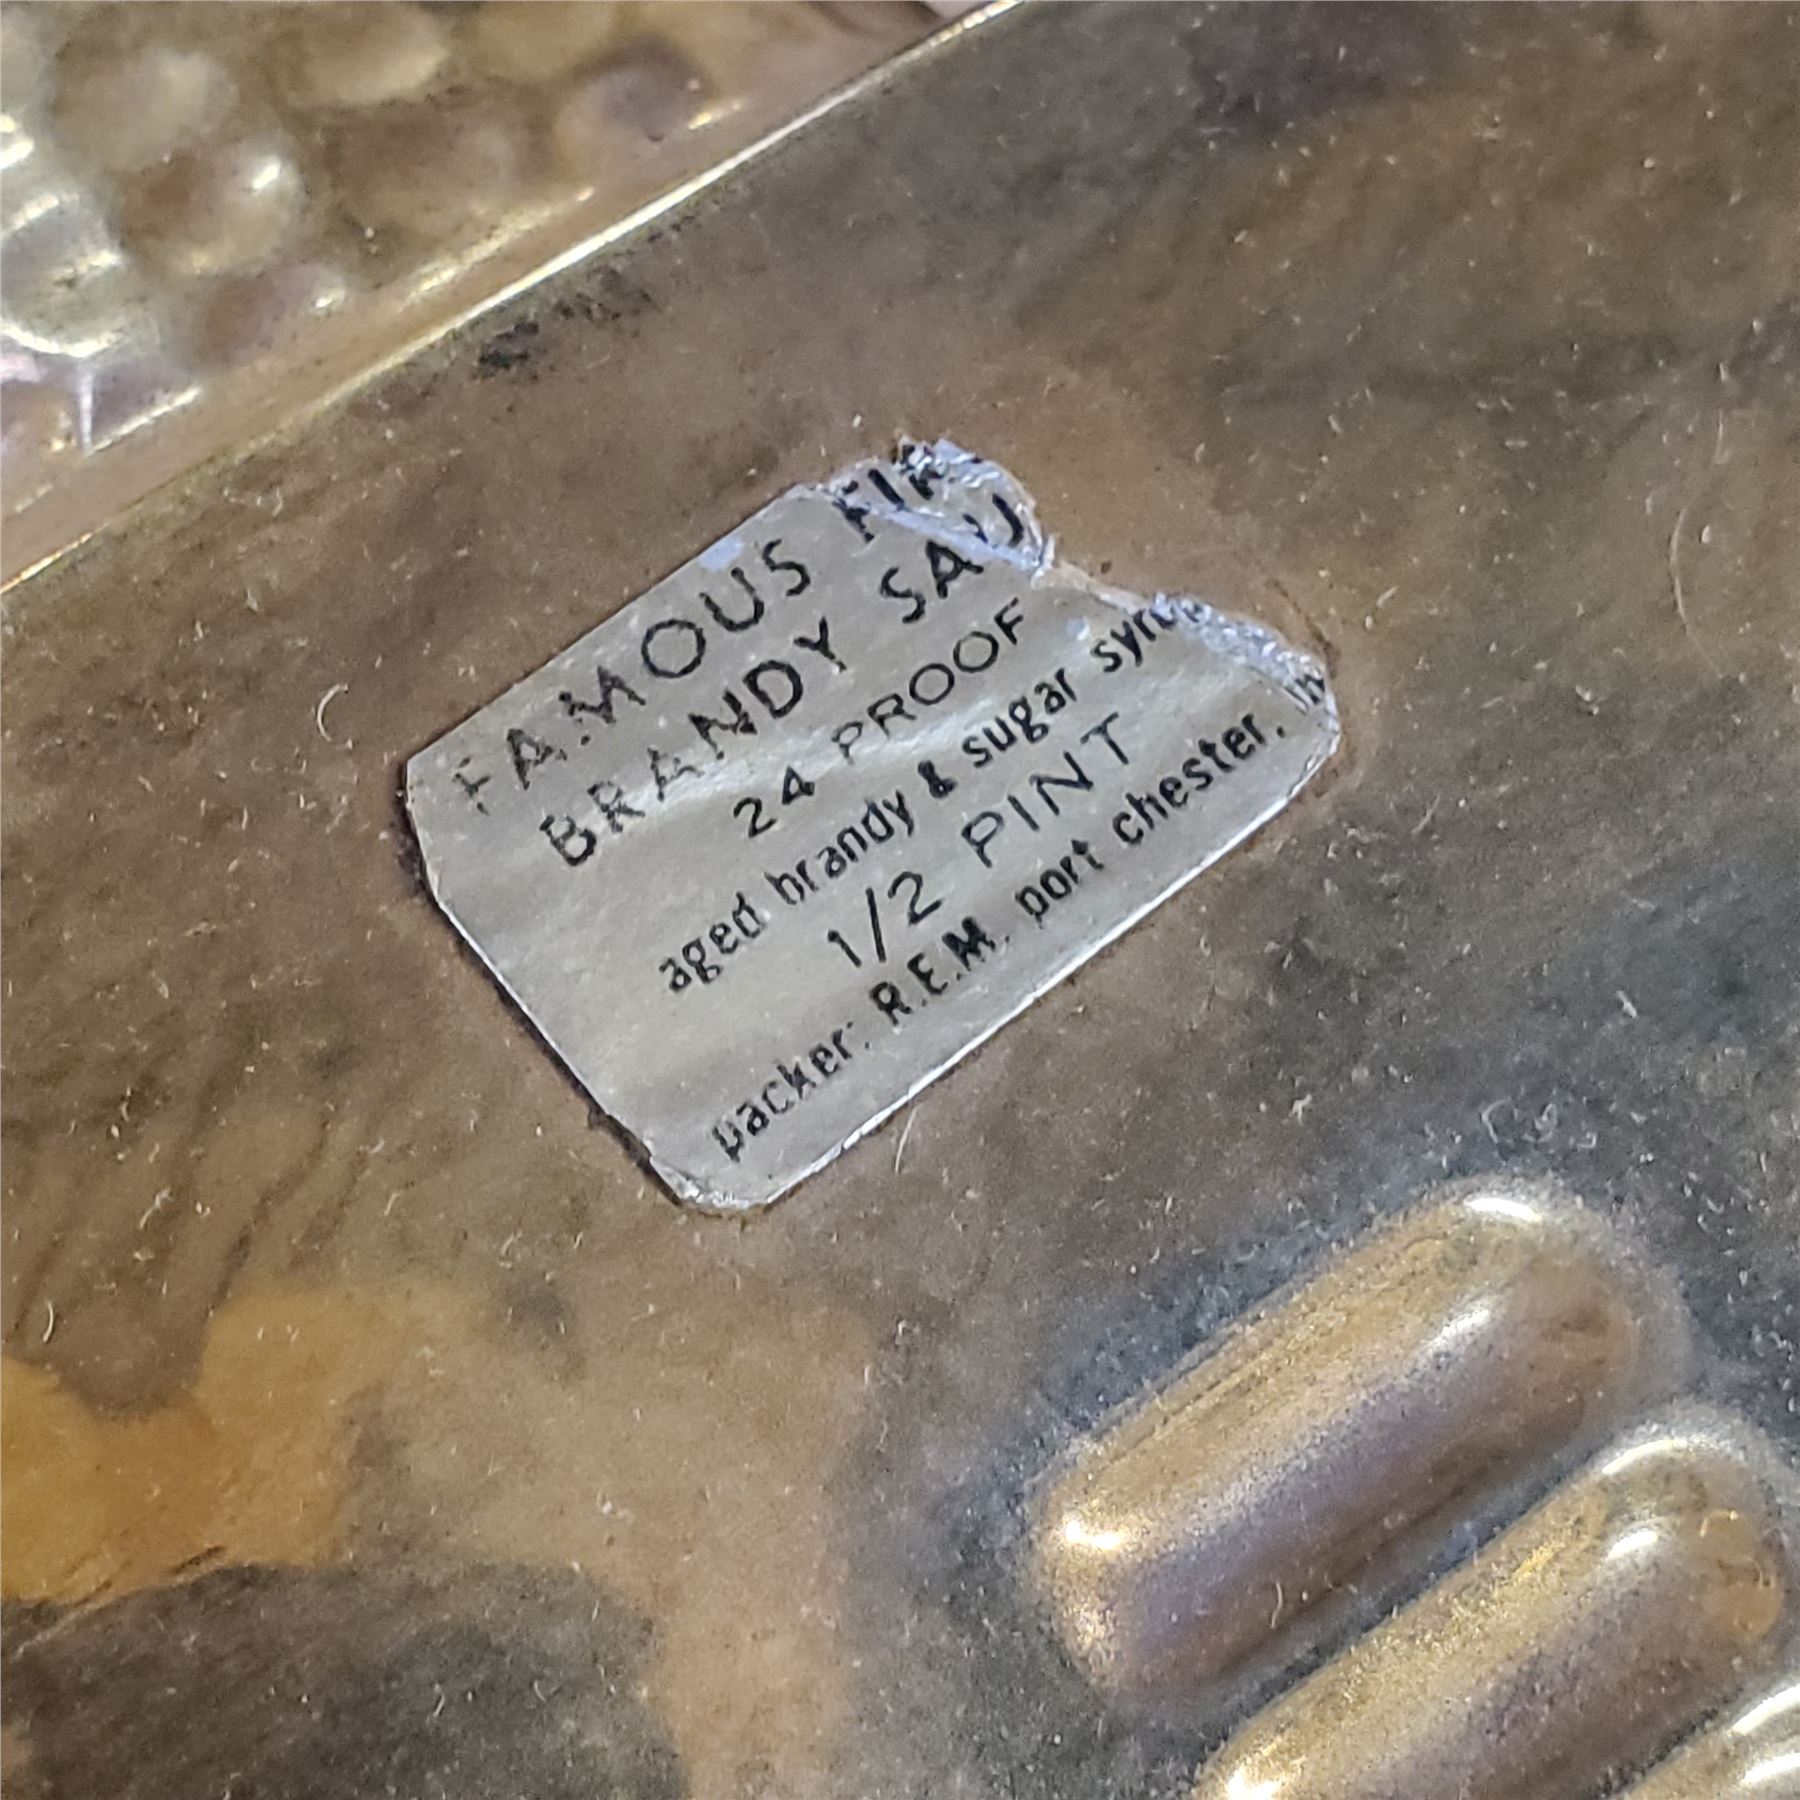 FAMOUS
BRANDY
24 PROOF
aged brandy & sugar
1/2 PINT
packer: R.E.M. port chester,